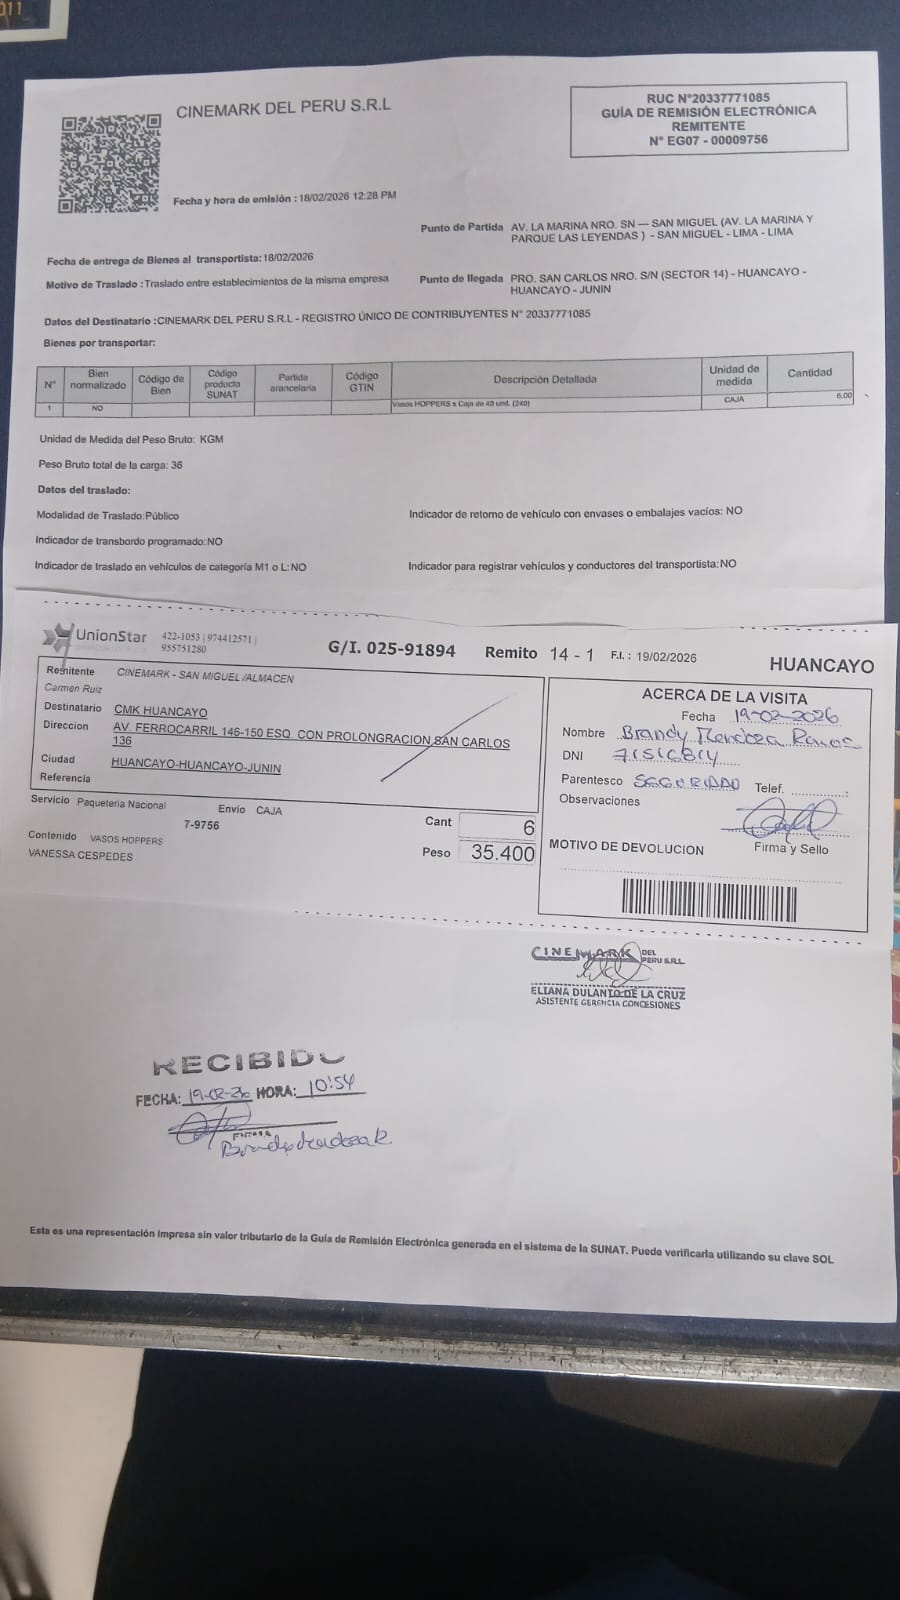 011
CINEMARK DEL PERU S.R.L
RUC N°20337771085
GUÍA DE REMISIÓN ELECTRÓNICA
REMITENTE
N° EG07 - 00009756
Fecha y hora de emisión : 18/02/2026 12:28 PM
Punto de Partida AV. LA MARINA NRO. SN — SAN MIGUEL (AV. LA MARINA Y
PARQUE LAS LEYENDAS ) - SAN MIGUEL - LIMA - LIMA
Fecha de entrega de Bienes al transportista:18/02/2026
Motivo de Traslado :Traslado entre establecimientos de la misma empresa
Punto de llegada PRO. SAN CARLOS NRO. S/N (SECTOR 14) - HUANCAYO -
HUANCAYO - JUNIN
Datos del Destinatario :CINEMARK DEL PERU S.R.L - REGISTRO ÚNICO DE CONTRIBUYENTES N° 20337771085
Bienes por transportar:
N° Bien normalizado Código de Bien Código producto SUNAT Partida arancelaria Código GTIN Descripción Detallada Unidad de medida Cantidad
1 NO Vasos HOPPERS x Caja de 40 und. (240) CAJA 6.00
Unidad de Medida del Peso Bruto: KGM
Peso Bruto total de la carga: 36
Datos del traslado:
Modalidad de Traslado:Público
Indicador de retorno de vehículo con envases o embalajes vacíos: NO
Indicador de transbordo programado:NO
Indicador de traslado en vehículos de categoría M1 o L:NO
Indicador para registrar vehículos y conductores del transportista:NO
UnionStar 422-1053 | 974412571 |
955751280
G/I. 025-91894 Remito 14 - 1 F.I. : 19/02/2026 HUANCAYO
Remitente CINEMARK - SAN MIGUEL /ALMACEN
Carmen Ruiz
Destinatario CMK HUANCAYO
Direccion AV. FERROCARRIL 146-150 ESQ. CON PROLONGRACION SAN CARLOS
136
Ciudad HUANCAYO-HUANCAYO-JUNIN
Referencia
Servicio Paqueteria Nacional Envio CAJA
7-9756
Cant 6
Contenido VASOS HOPPERS
VANESSA CESPEDES
Peso 35.400
ACERCA DE LA VISITA
Fecha 19-02-2026
Nombre Brandy Mendoza Ramos
DNI 71516814
Parentesco SEGURIDAD Telef.
Observaciones
MOTIVO DE DEVOLUCION Firma y Sello
CINEMARK DEL PERU S.R.L.
ELIANA DULANTO DE LA CRUZ
ASISTENTE GERENCIA CONCESIONES
RECIBIDO
FECHA: 19-02-26 HORA: 10:54
FIRMA
Esta es una representación impresa sin valor tributario de la Guía de Remisión Electrónica generada en el sistema de la SUNAT. Puede verificarla utilizando su clave SOL